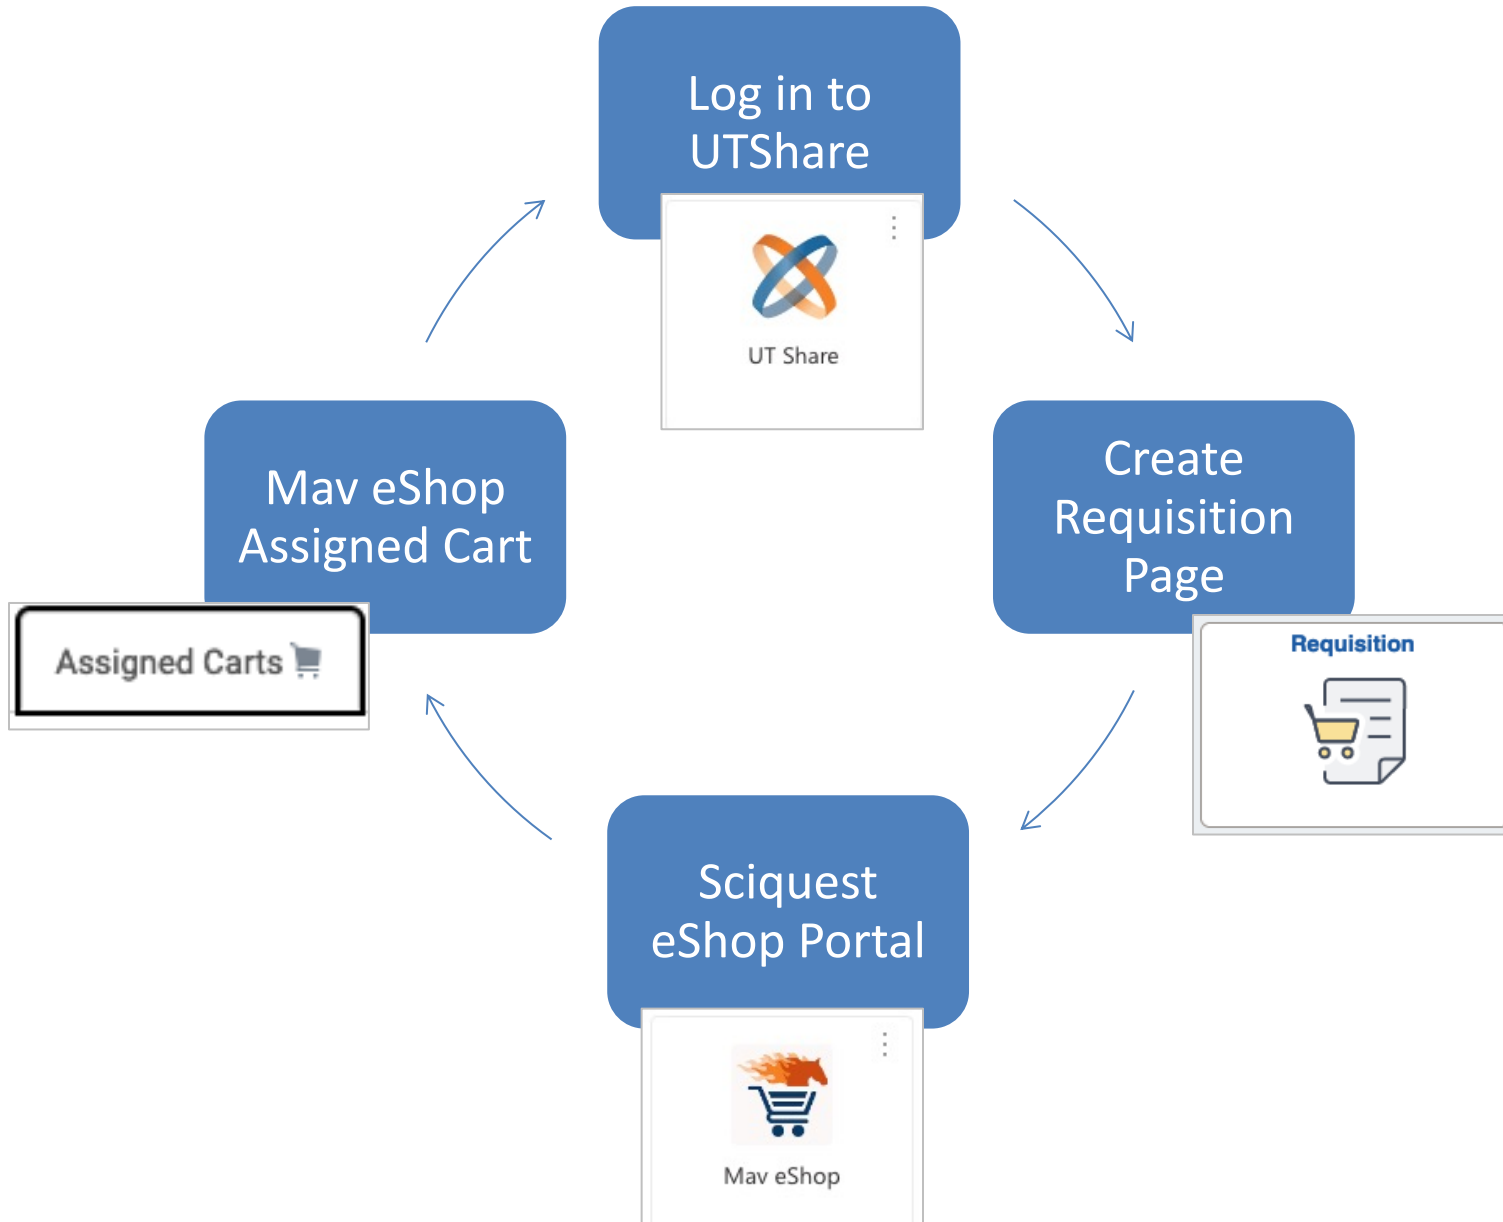 Log in to
UTShare
UT Share
Create
Requisition
Page
Requisition
Sciquest
eShop Portal
Mav eShop
Mav eShop
Assigned Cart
Assigned Carts